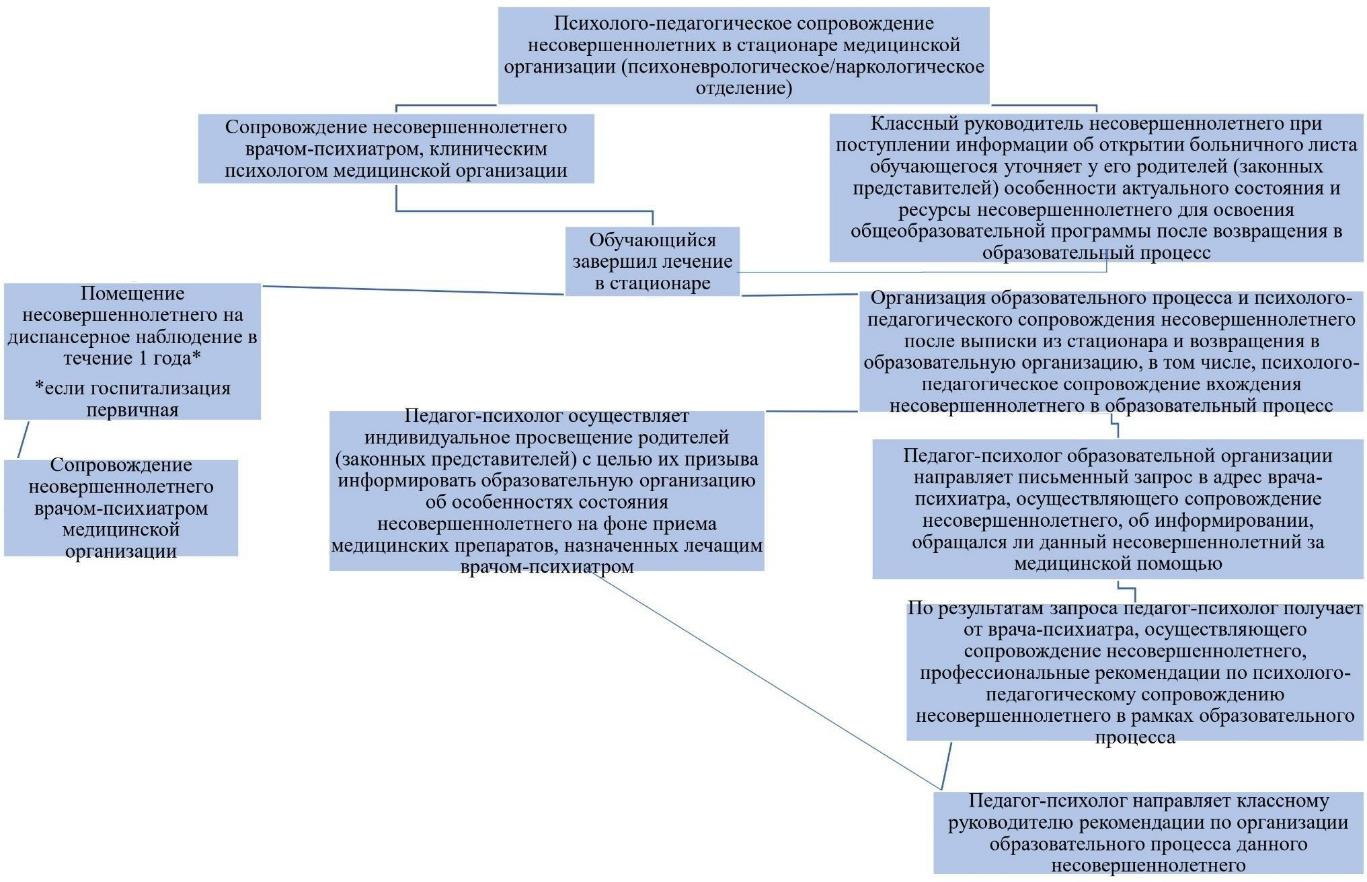 Психолого-педагогическое сопровождение
несовершеннолетних в стационаре медицинской
организации (психоневрологическое/наркологическое
отделение)
Сопровождение несовершеннолетнего
врачом-психиатром, клиническим
психологом медицинской организации
Классный руководитель несовершеннолетнего при
поступлении информации об открытии больничного листа
обучающегося уточняет у его родителей (законных
представителей) особенности актуального состояния и
ресурсы несовершеннолетнего для освоения
общеобразовательной программы после возвращения в
образовательный процесс
Обучающийся
завершил лечение
в стационаре
Помещение
несовершеннолетнего на
диспансерное наблюдение в
течение 1 года*
*если госпитализация
первичная
Организация образовательного процесса и психолого-
педагогического сопровождения несовершеннолетнего
после выписки из стационара и возвращения в
образовательную организацию, в том числе, психолого-
педагогическое сопровождение вхождения
несовершеннолетнего в образовательный процесс
Сопровождение
неовершеннолетнего
врачом-психиатром
медицинской
организации
Педагог-психолог осуществляет
индивидуальное просвещение родителей
(законных представителей) с целью их призыва
информировать образовательную организацию
об особенностях состояния
несовершеннолетнего на фоне приема
медицинских препаратов, назначенных лечащим
врачом-психиатром
Педагог-психолог образовательной организации
направляет письменный запрос в адрес врача-
психиатра, осуществляющего сопровождение
несовершеннолетнего, об информировании,
обращался ли данный несовершеннолетний за
медицинской помощью
По результатам запроса педагог-психолог получает
от врача-психиатра, осуществляющего
сопровождение несовершеннолетнего,
профессиональные рекомендации по психолого-
педагогическому сопровождению
несовершеннолетнего в рамках образовательного
процесса
Педагог-психолог направляет классному
руководителю рекомендации по организации
образовательного процесса данного
несовершеннолетнего